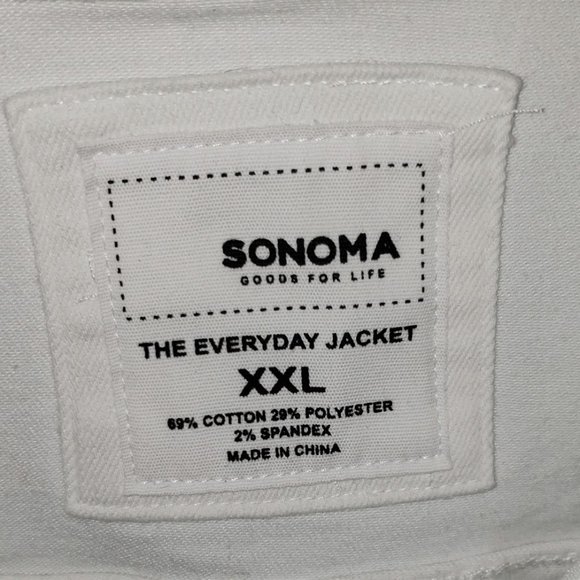 SONOMA
GOODS FOR LIFE
THE EVERYDAY JACKET
XXL
69% COTTON 29% POLYESTER
2% SPANDEX
MADE IN CHINA